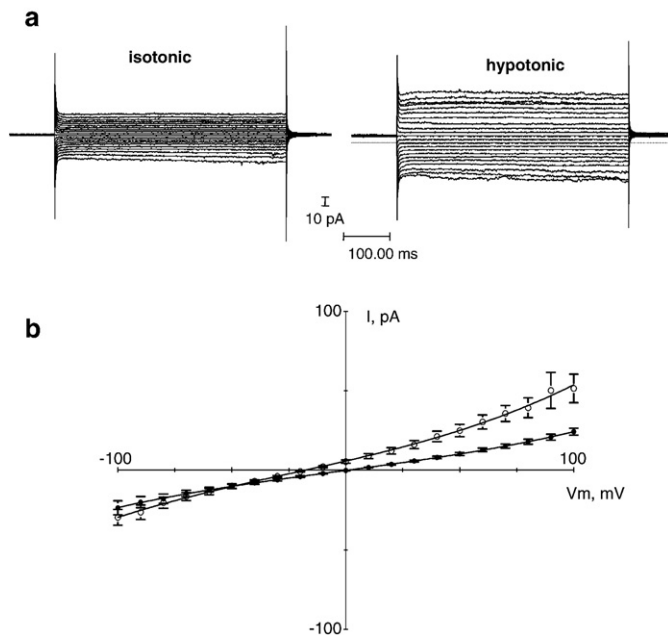 a
isotonic
hypotonic
10 pA
100.00 ms
b
100
I, pA
-100
100
Vm, mV
-100